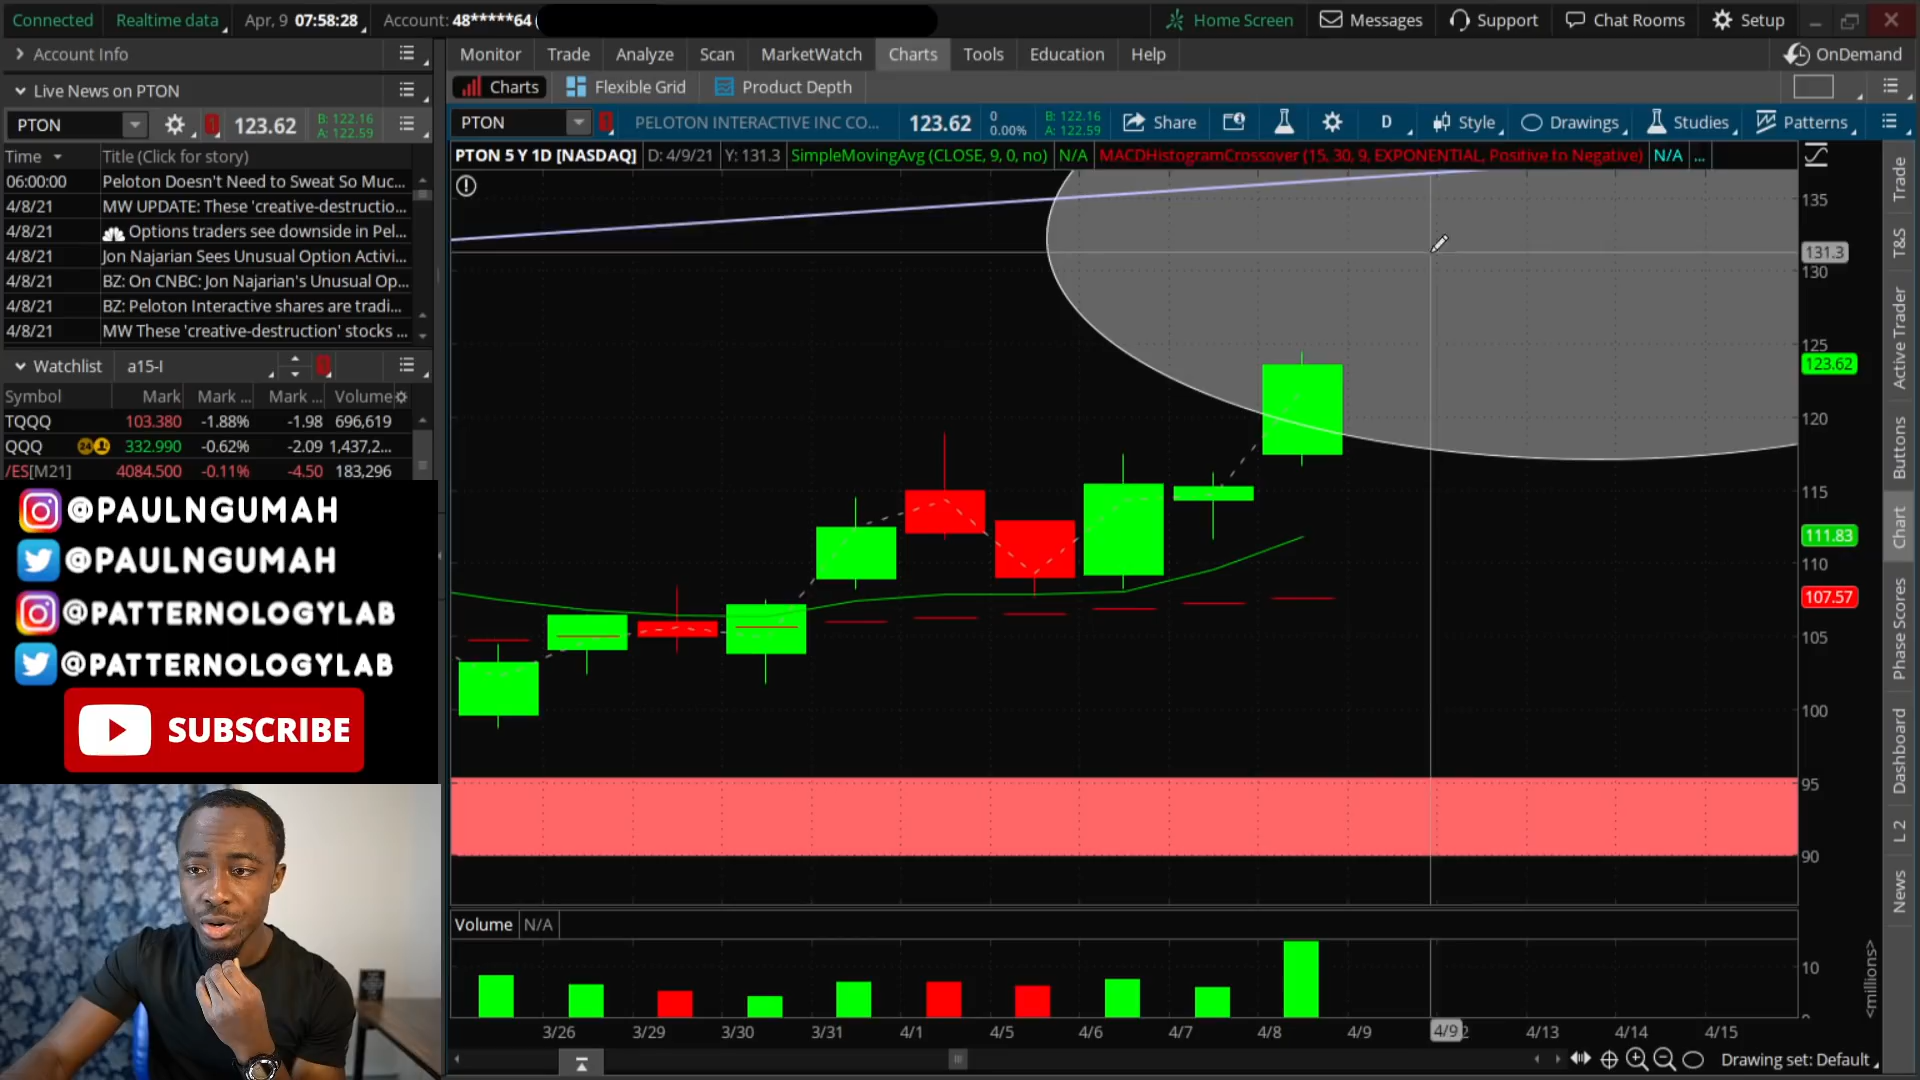 Connected Realtime data Apr, 9 07:58:28 Account: 48*****64 ( Home Screen Messages Support Chat Rooms Setup
Account Info
Monitor Trade Analyze Scan MarketWatch Charts Tools Education Help OnDemand
Live News on PTON
Charts Flexible Grid Product Depth
PTON 123.62 B: 122.16 A: 122.59
PTON PELOTON INTERACTIVE INC CO... 123.62 0 0.00% B: 122.16 A: 122.59 Share D Style Drawings Studies Patterns
Time Title (Click for story)
PTON 5 Y 1D [NASDAQ] D: 4/9/21 Y: 131.3 SimpleMovingAvg (CLOSE, 9, 0, no) N/A MACDHistogramCrossover (15, 30, 9, EXPONENTIAL, Positive to Negative) N/A ...
06:00:00 Peloton Doesn't Need to Sweat So Muc...
4/8/21 MW UPDATE: These 'creative-destructio...
4/8/21 Options traders see downside in Pel...
4/8/21 Jon Najarian Sees Unusual Option Activi...
4/8/21 BZ: On CNBC: Jon Najarian's Unusual Op...
4/8/21 BZ: Peloton Interactive shares are tradi...
4/8/21 MW These 'creative-destruction' stocks ...
Watchlist a15-I
Symbol Mark Mark ... Mark ... Volume
TQQQ 103.380 -1.88% -1.98 696,619
QQQ 24 332.990 -0.62% -2.09 1,437,2...
/ES[M21] 4084.500 -0.11% -4.50 183,296
@PAULNGUMAH
@PAULNGUMAH
@PATTERNOLOGYLAB
@PATTERNOLOGYLAB
SUBSCRIBE
135
131.3
130
125
123.62
120
115
111.83
110
107.57
105
100
95
90
Trade
T&S
Active Trader
Buttons
Chart
Phase Scores
Dashboard
L 2
News
Volume N/A
10
0
<millions>
3/26 3/29 3/30 3/31 4/1 4/5 4/6 4/7 4/8 4/9 4/9 2 4/13 4/14 4/15
Drawing set: Default